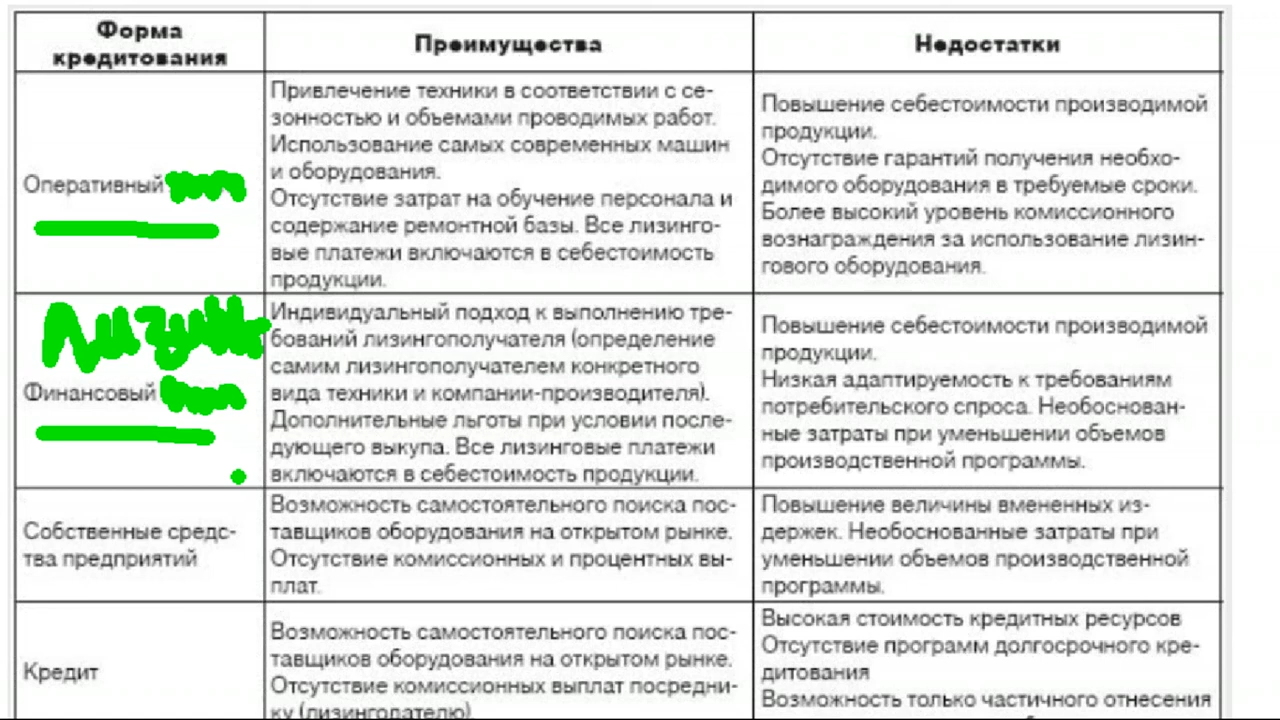 Форма
кредитования
Преимущества
Недостатки
Оперативный
Привлечение техники в соответствии с се-
зонностью и объемами проводимых работ.
Использование самых современных машин
и оборудования.
Отсутствие затрат на обучение персонала и
содержание ремонтной базы. Все лизинго-
вые платежи включаются в себестоимость
продукции.
Повышение себестоимости производимой
продукции.
Отсутствие гарантий получения необхо-
димого оборудования в требуемые сроки.
Более высокий уровень комиссионного
вознаграждения за использование лизин-
гового оборудования.
Финансовый
Индивидуальный подход к выполнению тре-
бований лизингополучателя (определение
самим лизингополучателем конкретного
вида техники и компании-производителя).
Дополнительные льготы при условии после-
дующего выкупа. Все лизинговые платежи
включаются в себестоимость продукции.
Повышение себестоимости производимой
продукции.
Низкая адаптируемость к требованиям
потребительского спроса. Необоснован-
ные затраты при уменьшении объемов
производственной программы.
Собственные средс-
тва предприятий
Возможность самостоятельного поиска пос-
тавщиков оборудования на открытом рынке.
Отсутствие комиссионных и процентных вы-
плат.
Повышение величины вмененных из-
держек. Необоснованные затраты при
уменьшении объемов производственной
программы.
Кредит
Возможность самостоятельного поиска пос-
тавщиков оборудования на открытом рынке.
Отсутствие комиссионных выплат посредни-
ку (лизингодателю)
Высокая стоимость кредитных ресурсов
Отсутствие программ долгосрочного кре-
дитования
Возможность только частичного отнесения